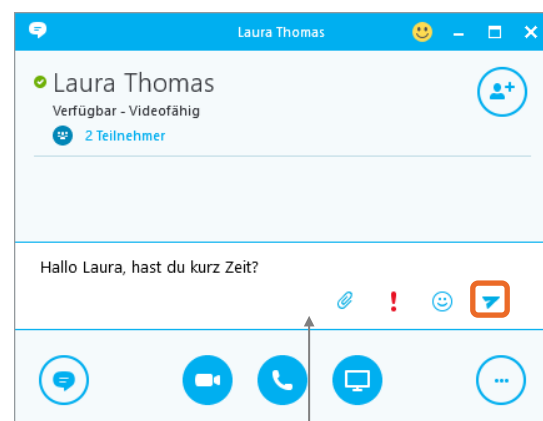 Laura Thomas
Laura Thomas
Verfügbar - Videofähig
2 Teilnehmer
Hallo Laura, hast du kurz Zeit?